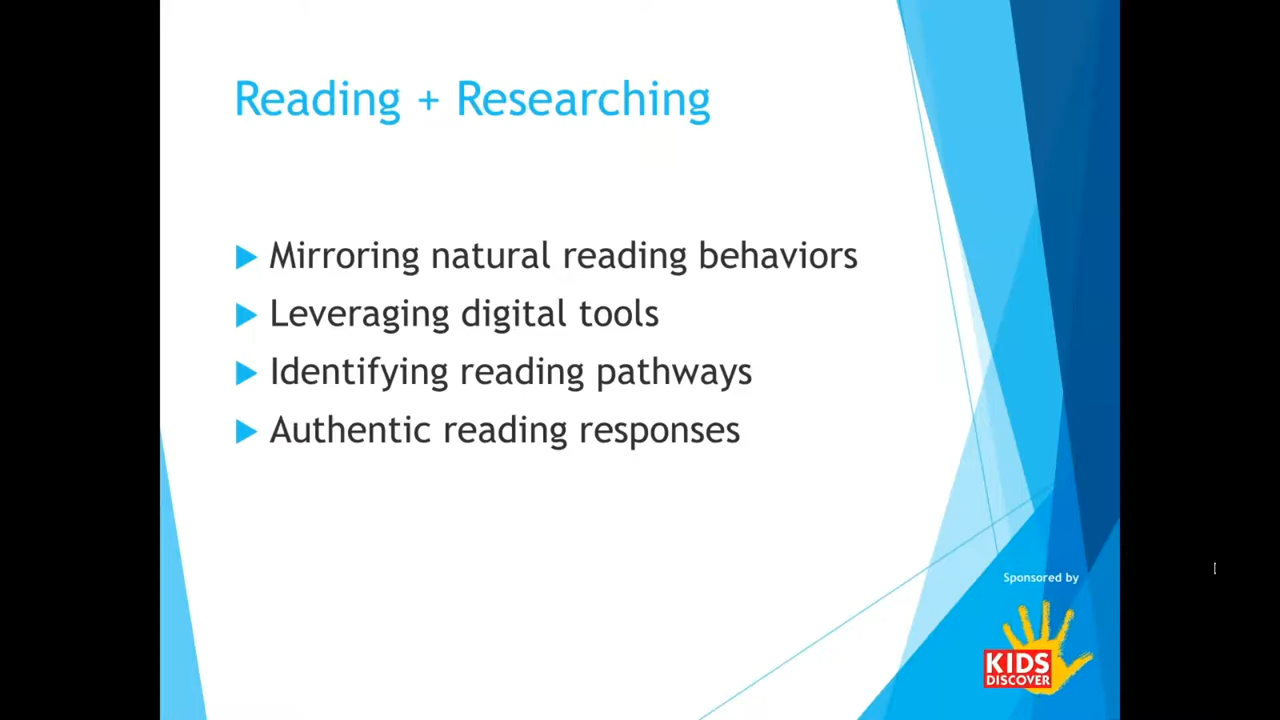 Reading + Researching
Mirroring natural reading behaviors
Leveraging digital tools
Identifying reading pathways
Authentic reading responses
Sponsored by
KIDS
DISCOVER